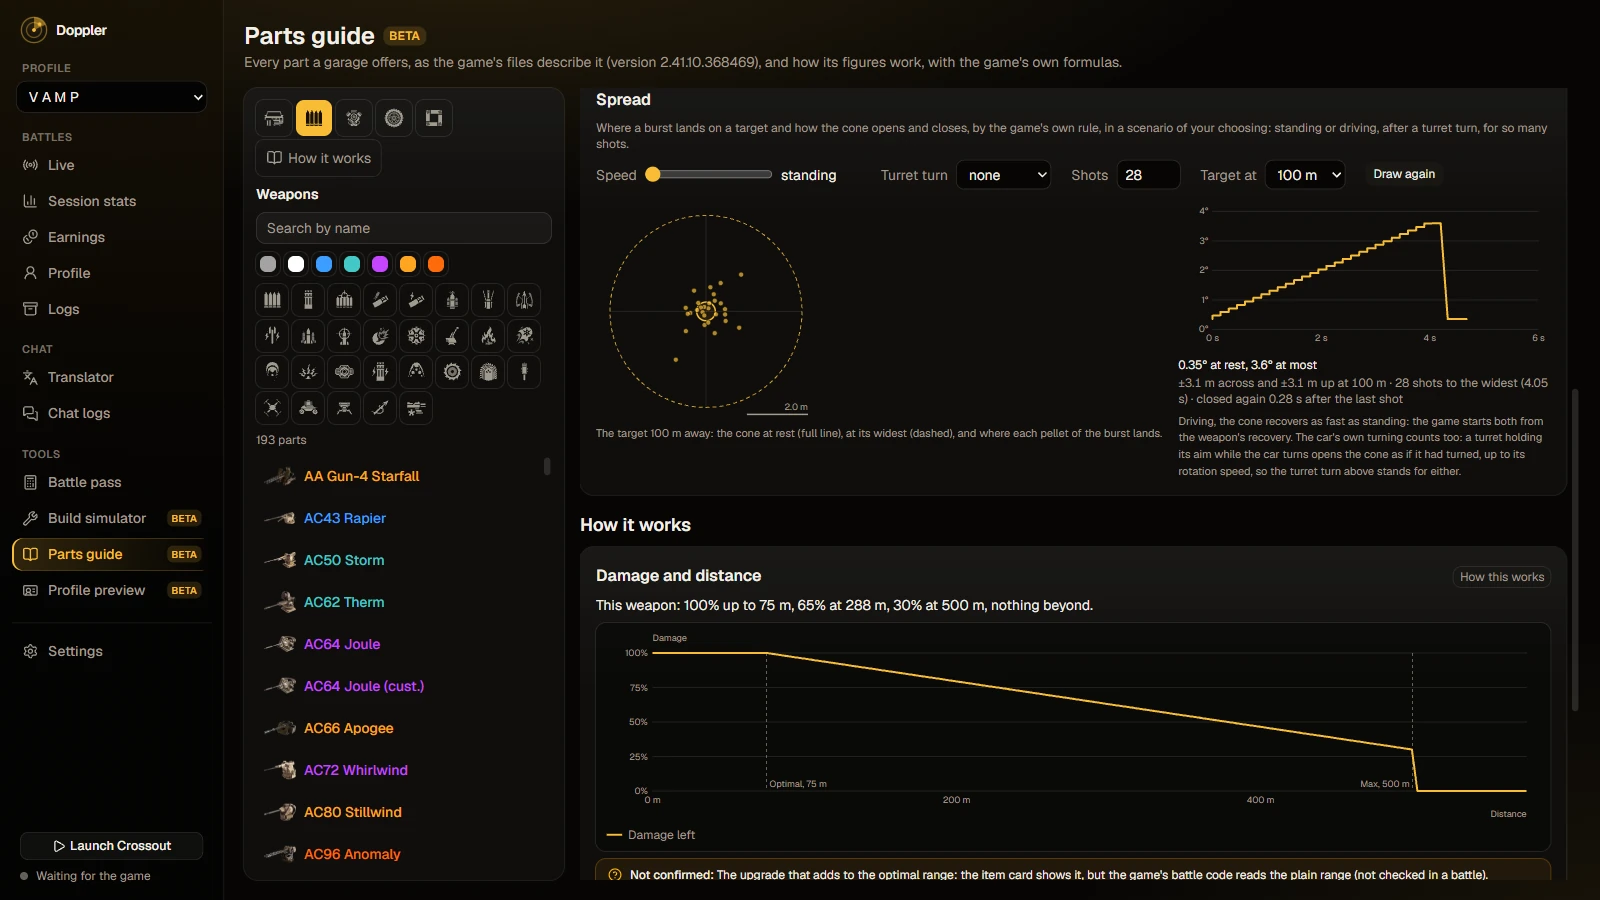 Doppler
PROFILE
V A M P
BATTLES
Live
Session stats
Earnings
Profile
Logs
CHAT
Translator
Chat logs
TOOLS
Battle pass
Build simulator BETA
Parts guide BETA
Profile preview BETA
Settings
Launch Crossout
Waiting for the game
Parts guide BETA
Every part a garage offers, as the game's files describe it (version 2.41.10.368469), and how its figures work, with the game's own formulas.
How it works
Weapons
Search by name
193 parts
AA Gun-4 Starfall
AC43 Rapier
AC50 Storm
AC62 Therm
AC64 Joule
AC64 Joule (cust.)
AC66 Apogee
AC72 Whirlwind
AC80 Stillwind
AC96 Anomaly
Spread
Where a burst lands on a target and how the cone opens and closes, by the game's own rule, in a scenario of your choosing: standing or driving, after a turret turn, for so many
shots.
Speed standing Turret turn none Shots 28 Target at 100 m Draw again
2.0 m
The target 100 m away: the cone at rest (full line), at its widest (dashed), and where each pellet of the burst lands.
4°
3°
2°
1°
0°
0 s 2 s 4 s 6 s
0.35° at rest, 3.6° at most
±3.1 m across and ±3.1 m up at 100 m · 28 shots to the widest (4.05
s) · closed again 0.28 s after the last shot
Driving, the cone recovers as fast as standing: the game starts both from
the weapon's recovery. The car's own turning counts too: a turret holding
its aim while the car turns opens the cone as if it had turned, up to its
rotation speed, so the turret turn above stands for either.
How it works
Damage and distance How this works
This weapon: 100% up to 75 m, 65% at 288 m, 30% at 500 m, nothing beyond.
Damage
100%
75%
50%
25%
0%
Optimal, 75 m Max, 500 m
0 m 200 m 400 m
Distance
Damage left
Not confirmed: The upgrade that adds to the optimal range: the item card shows it, but the game's battle code reads the plain range (not checked in a battle).